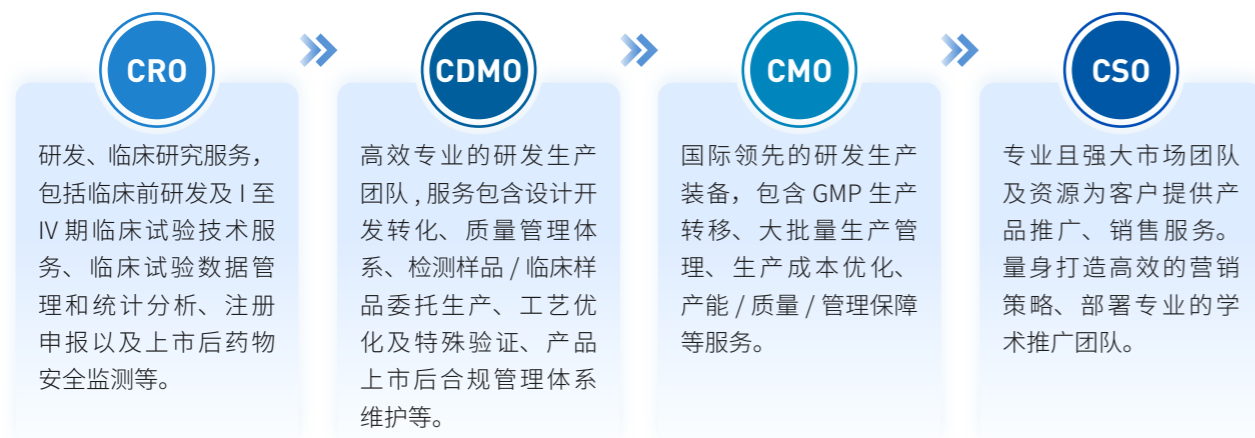 CRO
研发、临床研究服务，
包括临床前研发及 I 至
IV 期临床试验技术服
务、临床试验数据管
理和统计分析、注册
申报以及上市后药物
安全监测等。
CDMO
高效专业的研发生产
团队 , 服务包含设计开
发转化、质量管理体
系、检测样品 / 临床样
品委托生产、工艺优
化及特殊验证、产品
上市后合规管理体系
维护等。
CMO
国际领先的研发生产
装备，包含 GMP 生产
转移、大批量生产管
理、生产成本优化、
产能 / 质量 / 管理保障
等服务。
CSO
专业且强大市场团队
及资源为客户提供产
品推广、销售服务。
量身打造高效的营销
策略、部署专业的学
术推广团队。